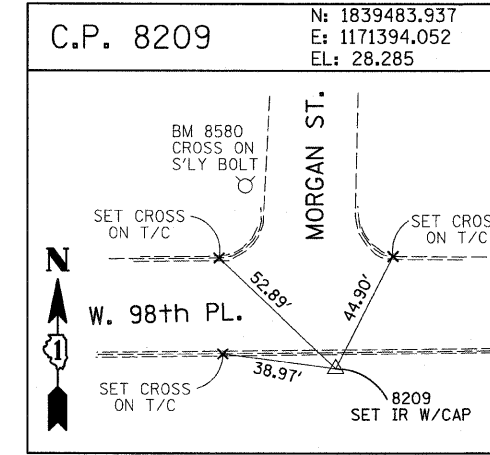 C.P. 8209
N: 1839483.937
E: 1171394.052
EL: 28.285
BM 8580
CROSS ON
S'LY BOLT
MORGAN ST.
SET CROSS
ON T/C
SET CROS
ON T/C
N
1
W. 98th PL.
52.89'
44.90'
38.97'
SET CROSS
ON T/C
8209
SET IR W/CAP